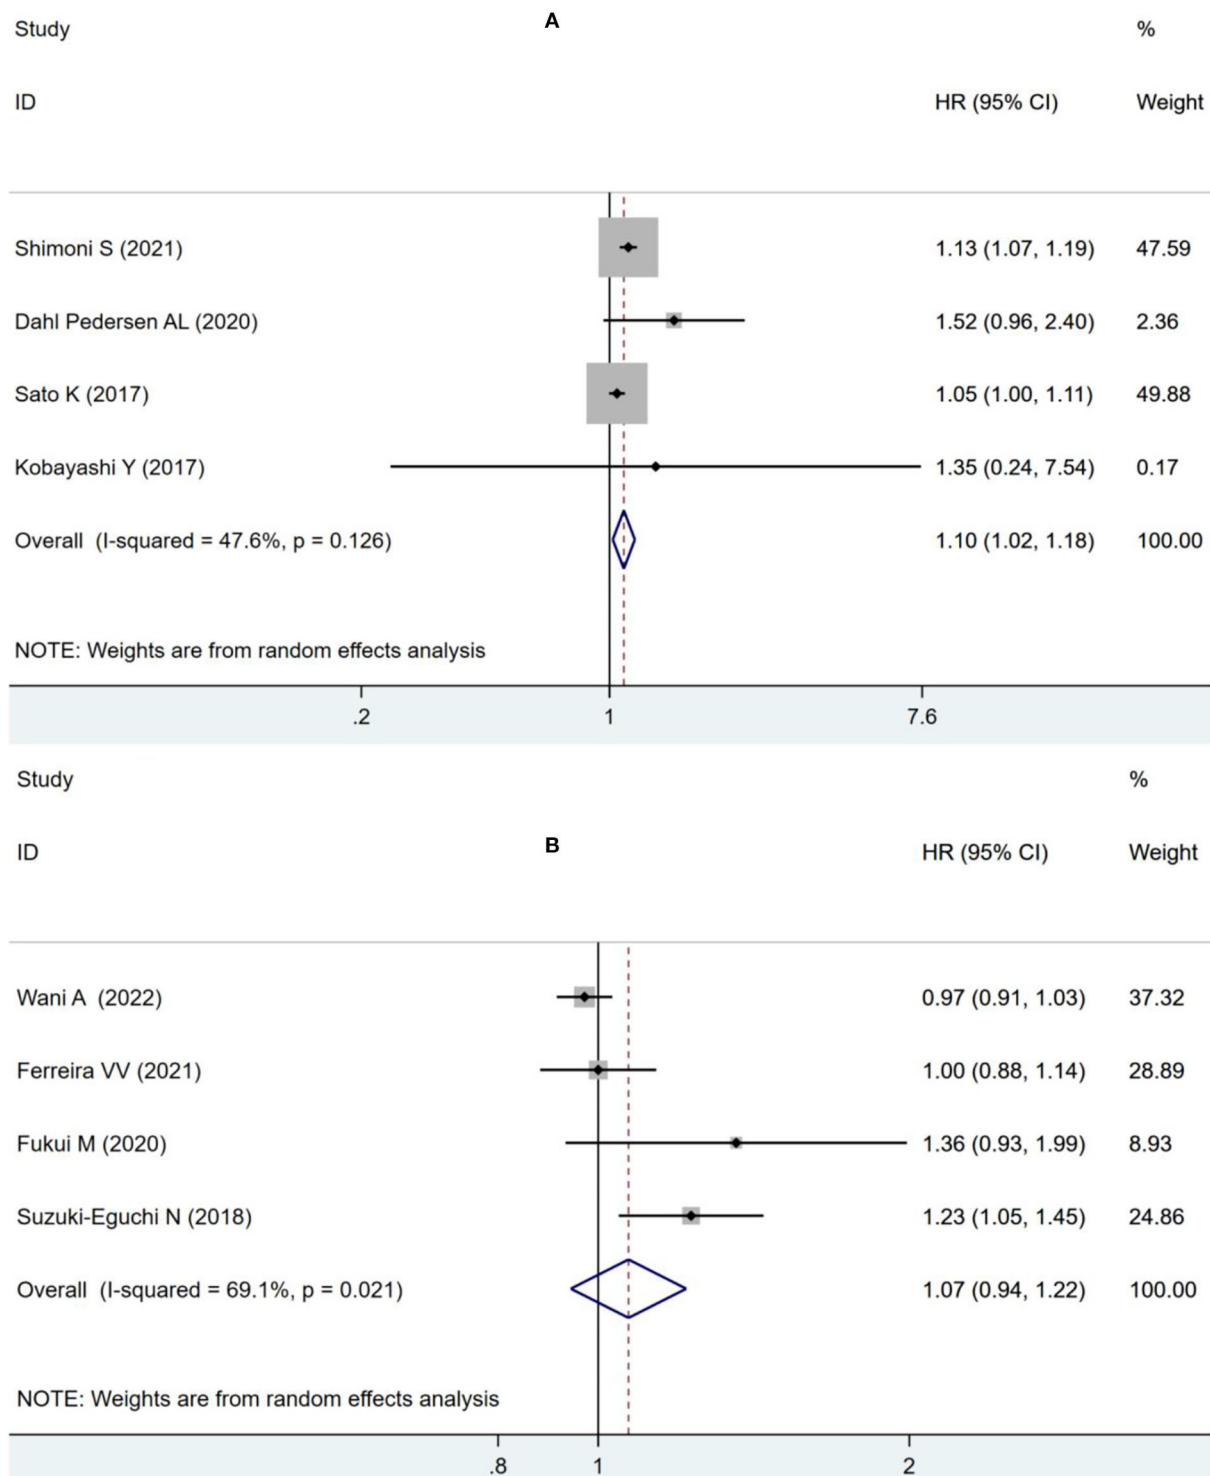 A
Study %
ID HR (95% CI) Weight
Shimoni S (2021) 1.13 (1.07, 1.19) 47.59
Dahl Pedersen AL (2020) 1.52 (0.96, 2.40) 2.36
Sato K (2017) 1.05 (1.00, 1.11) 49.88
Kobayashi Y (2017) 1.35 (0.24, 7.54) 0.17
Overall (I-squared = 47.6%, p = 0.126) 1.10 (1.02, 1.18) 100.00
NOTE: Weights are from random effects analysis
.2 1 7.6
Study %
B
ID HR (95% CI) Weight
Wani A (2022) 0.97 (0.91, 1.03) 37.32
Ferreira VV (2021) 1.00 (0.88, 1.14) 28.89
Fukui M (2020) 1.36 (0.93, 1.99) 8.93
Suzuki-Eguchi N (2018) 1.23 (1.05, 1.45) 24.86
Overall (I-squared = 69.1%, p = 0.021) 1.07 (0.94, 1.22) 100.00
NOTE: Weights are from random effects analysis
.8 1 2